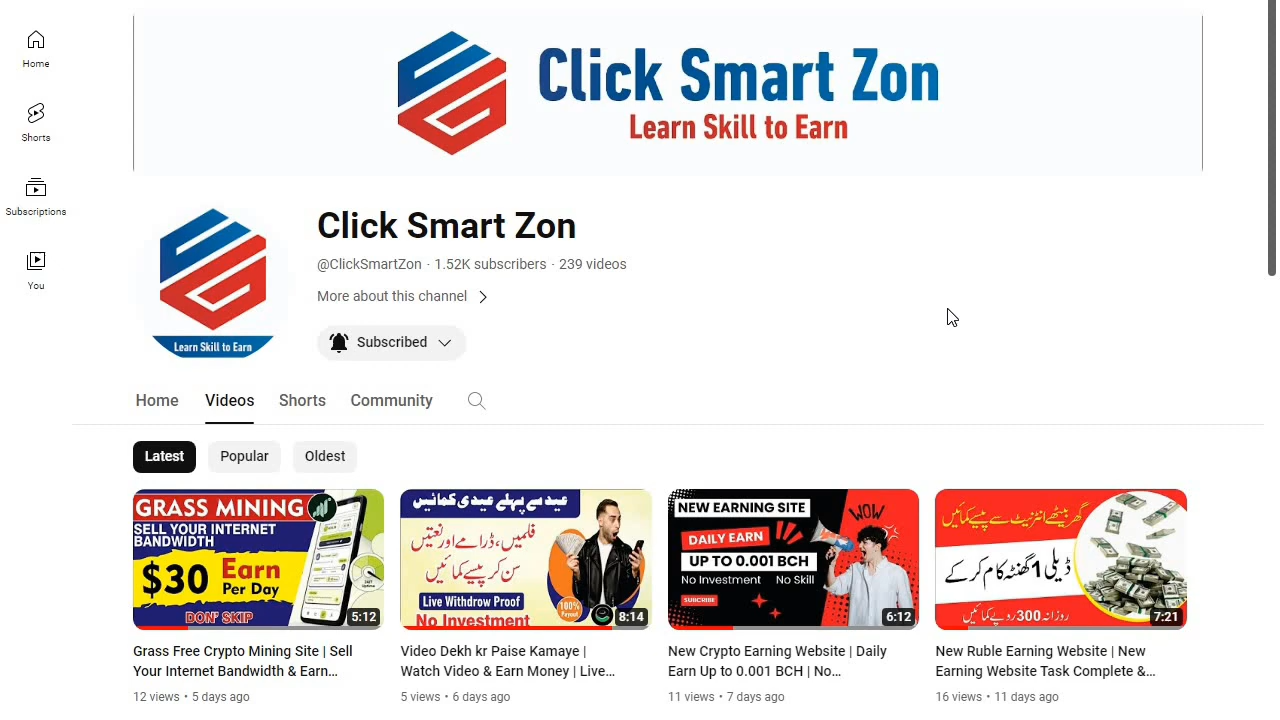 Click Smart Zon
Learn Skill to Earn
Home
Shorts
Subscriptions
You
Learn Skill to Earn
Click Smart Zon
@ClickSmartZon · 1.52K subscribers · 239 videos
More about this channel
Subscribed
Home Videos Shorts Community
Latest Popular Oldest
GRASS MINING
SELL YOUR INTERNET
BANDWIDTH
$30 Earn
Per Day
DON' SKIP
5:12
عید سے پہلے عیدی کمائیں
فلمیں، ڈرامے اور نعتیں
سن کر پیسے کمائیں
Live Withdrow Proof
100%
No Investment
8:14
NEW EARNING SITE
WOW
DAILY EARN
UP TO 0.001 BCH
No Investment No Skill
SUBSCRIBE
6:12
گھر بیٹھے انٹرنیٹ سے پیسے کمائیں
ڈیلی 1 گھنٹہ کام کر کے
روزانہ 300 روپے کمائیں
7:21
Grass Free Crypto Mining Site | Sell
Your Internet Bandwidth & Earn...
12 views • 5 days ago
Video Dekh kr Paise Kamaye |
Watch Video & Earn Money | Live...
5 views • 6 days ago
New Crypto Earning Website | Daily
Earn Up to 0.001 BCH | No...
11 views • 7 days ago
New Ruble Earning Website | New
Earning Website Task Complete &...
16 views • 11 days ago